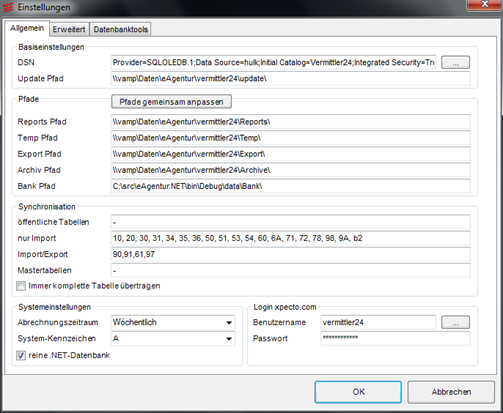 Einstellungen
Allgemein Erweitert Datenbanktools
Basiseinstellungen
DSN Provider=SQLOLEDB.1;Data Source=hulk;Initial Catalog=Vermittler24;Integrated Security=Tri ...
Update Pfad \\vamp\Daten\eAgentur\vermittler24\update\
Pfade Pfade gemeinsam anpassen
Reports Pfad \\vamp\Daten\eAgentur\vermittler24\Reports\
Temp Pfad \\vamp\Daten\eAgentur\vermittler24\Temp\
Export Pfad \\vamp\Daten\eAgentur\vermittler24\Export\
Archiv Pfad \\vamp\Daten\eAgentur\vermittler24\Archive\
Bank Pfad C:\src\eAgentur.NET\bin\Debug\data\Bank\
Synchronisation
öffentliche Tabellen -
nur Import 10, 20, 30, 31, 34, 35, 36, 50, 51, 53, 54, 60, 6A, 71, 72, 78, 98, 9A, b2
Import/Export 90,91,61,97
Mastertabellen -
Immer komplette Tabelle übertragen
Systemeinstellungen Login xpecto.com
Abrechnungszeitraum Wöchentlich Benutzername vermittler24 ...
System-Kennzeichen A Passwort ************
reine .NET-Datenbank
OK Abbrechen